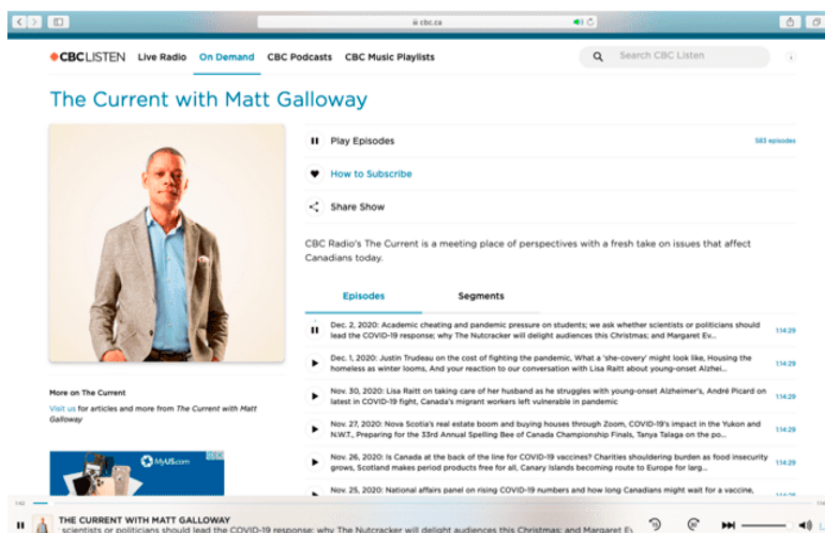 cbc.ca
CBCLISTEN Live Radio On Demand CBC Podcasts CBC Music Playlists Search CBC Listen
The Current with Matt Galloway
Play Episodes 583 episodes
How to Subscribe
Share Show
CBC Radio's The Current is a meeting place of perspectives with a fresh take on issues that affect
Canadians today.
Episodes Segments
Dec. 2, 2020: Academic cheating and pandemic pressure on students; we ask whether scientists or politicians should
lead the COVID-19 response; why The Nutcracker will delight audiences this Christmas; and Margaret Ev...
1:14:29
Dec. 1, 2020: Justin Trudeau on the cost of fighting the pandemic, What a 'she-covery' might look like, Housing the
homeless as winter looms, And your reaction to our conversation with Lisa Raitt about young-onset Alzhei...
1:14:29
Nov. 30, 2020: Lisa Raitt on taking care of her husband as he struggles with young-onset Alzheimer's, André Picard on
latest in COVID-19 fight, Canada's migrant workers left vulnerable in pandemic
1:14:29
Nov. 27, 2020: Nova Scotia's real estate boom and buying houses through Zoom, COVID-19's impact in the Yukon and
N.W.T., Preparing for the 33rd Annual Spelling Bee of Canada Championship Finals, Tanya Talaga on the po...
1:14:29
Nov. 26, 2020: Is Canada at the back of the line for COVID-19 vaccines? Charities shouldering burden as food insecurity
grows, Scotland makes period products free for all, Canary Islands becoming route to Europe for larg...
1:14:29
Nov. 25, 2020: National affairs panel on rising COVID-19 numbers and how long Canadians might wait for a vaccine,
More on The Current
Visit us for articles and more from The Current with Matt
Galloway
MyUS.com
1:40
THE CURRENT WITH MATT GALLOWAY
scientists or politicians should lead the COVID-19 response; why The Nutcracker will delight audiences this Christmas; and Margaret Ev